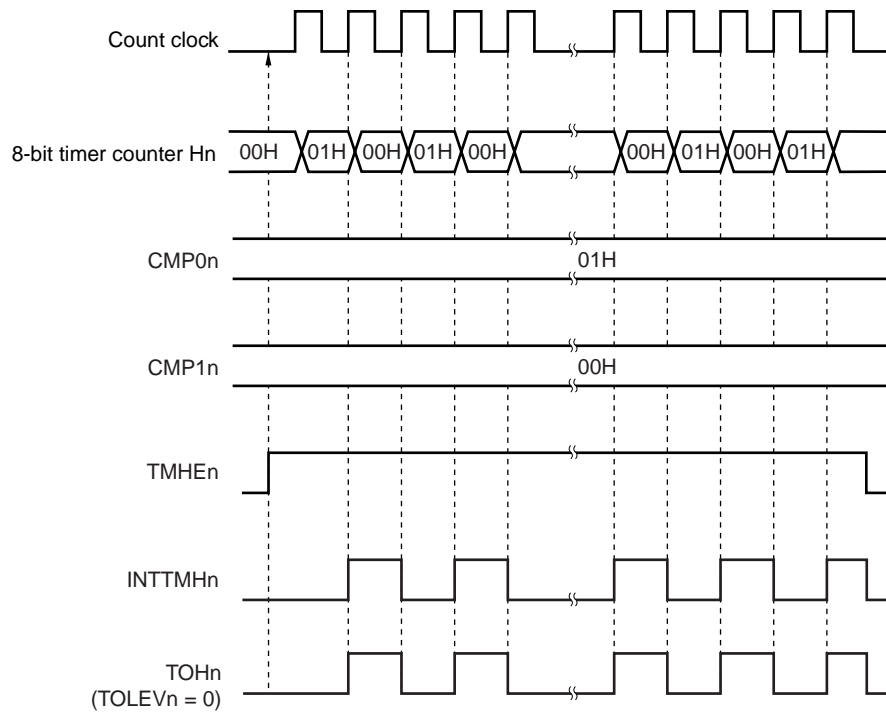 Count clock
8-bit timer counter Hn 00H 01H 00H 01H 00H 00H 01H 00H 01H
CMP0n 01H
CMP1n 00H
TMHEn
INTTMHn
TOHn
(TOLEVn = 0)